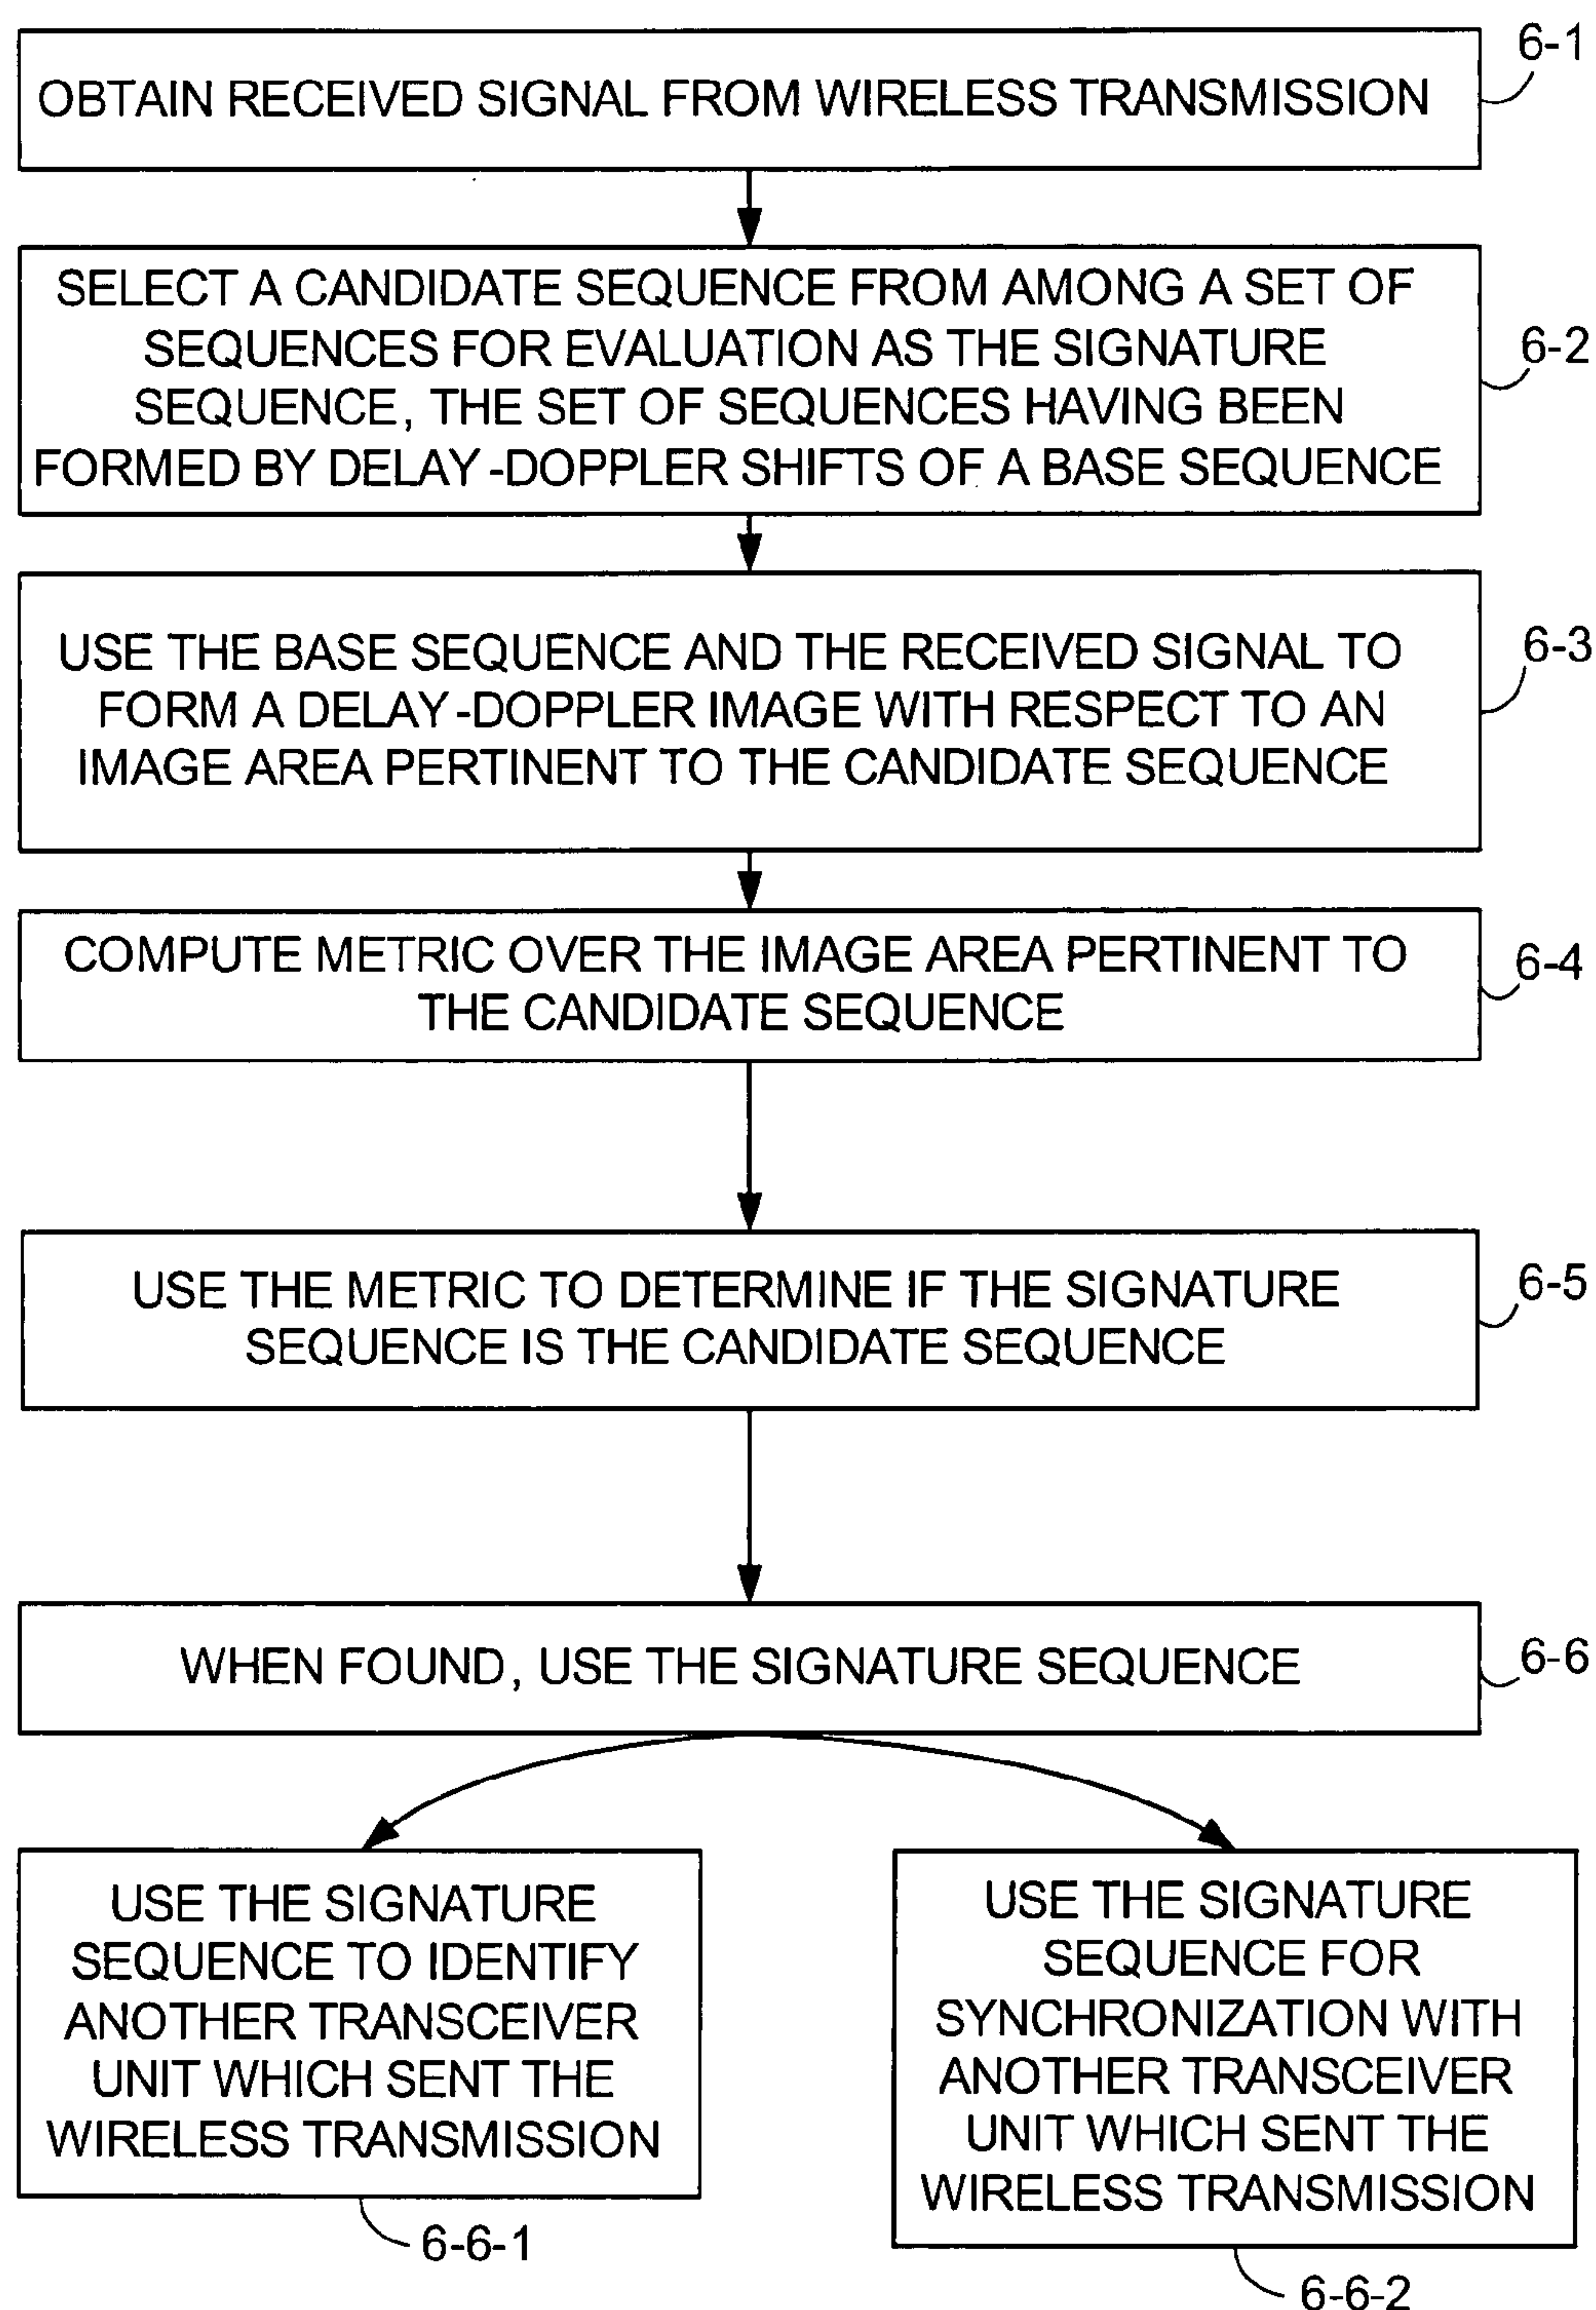 6-1
OBTAIN RECEIVED SIGNAL FROM WIRELESS TRANSMISSION
SELECT A CANDIDATE SEQUENCE FROM AMONG A SET OF
SEQUENCES FOR EVALUATION AS THE SIGNATURE
SEQUENCE, THE SET OF SEQUENCES HAVING BEEN
FORMED BY DELAY-DOPPLER SHIFTS OF A BASE SEQUENCE
6-2
USE THE BASE SEQUENCE AND THE RECEIVED SIGNAL TO
FORM A DELAY-DOPPLER IMAGE WITH RESPECT TO AN
IMAGE AREA PERTINENT TO THE CANDIDATE SEQUENCE
6-3
COMPUTE METRIC OVER THE IMAGE AREA PERTINENT TO
THE CANDIDATE SEQUENCE
6-4
USE THE METRIC TO DETERMINE IF THE SIGNATURE
SEQUENCE IS THE CANDIDATE SEQUENCE
6-5
WHEN FOUND, USE THE SIGNATURE SEQUENCE
6-6
USE THE SIGNATURE
SEQUENCE TO IDENTIFY
ANOTHER TRANSCEIVER
UNIT WHICH SENT THE
WIRELESS TRANSMISSION
6-6-1
USE THE SIGNATURE
SEQUENCE FOR
SYNCHRONIZATION WITH
ANOTHER TRANSCEIVER
UNIT WHICH SENT THE
WIRELESS TRANSMISSION
6-6-2